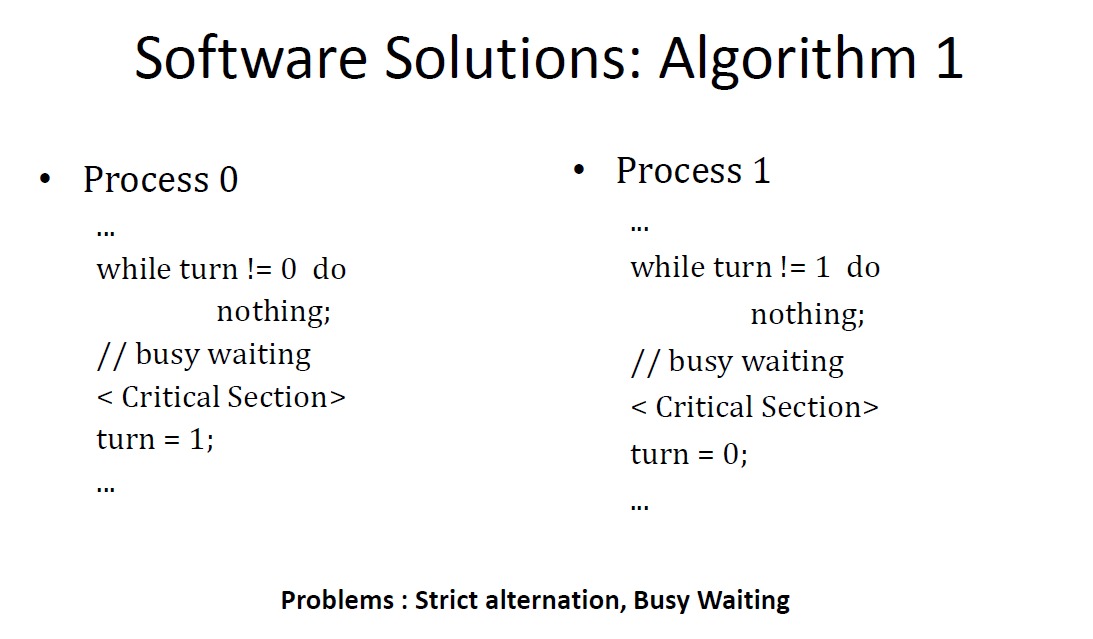 Software Solutions: Algorithm 1
• Process 0
...
while turn != 0 do
nothing;
// busy waiting
< Critical Section>
turn = 1;
...
• Process 1
...
while turn != 1 do
nothing;
// busy waiting
< Critical Section>
turn = 0;
...
Problems : Strict alternation, Busy Waiting